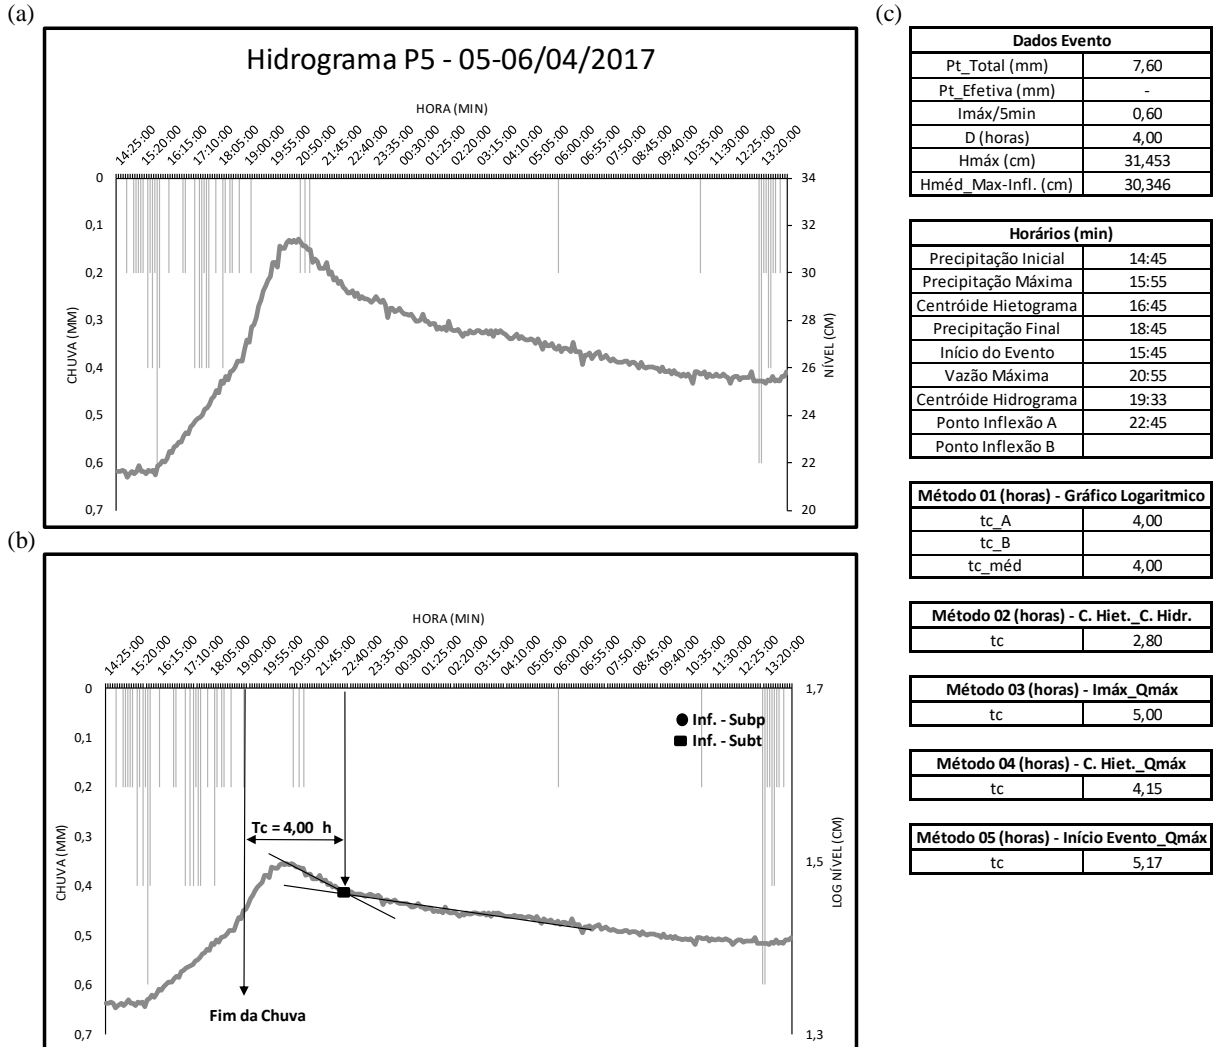 (a)
Hidrograma P5 - 05-06/04/2017
HORA (MIN)
14:25:00 15:20:00 16:15:00 17:10:00 18:05:00 19:00:00 19:55:00 20:50:00 21:45:00 22:40:00 23:35:00 00:30:00 01:25:00 02:20:00 03:15:00 04:10:00 05:05:00 06:00:00 06:55:00 07:50:00 08:45:00 09:40:00 10:35:00 11:30:00 12:25:00 13:20:00
CHUVA (MM)
0
0,1
0,2
0,3
0,4
0,5
0,6
0,7
34
32
30
28
26
24
22
20
NÍVEL (CM)
(b)
HORA (MIN)
14:25:00 15:20:00 16:15:00 17:10:00 18:05:00 19:00:00 19:55:00 20:50:00 21:45:00 22:40:00 23:35:00 00:30:00 01:25:00 02:20:00 03:15:00 04:10:00 05:05:00 06:00:00 06:55:00 07:50:00 08:45:00 09:40:00 10:35:00 11:30:00 12:25:00 13:20:00
CHUVA (MM)
0
0,1
0,2
0,3
0,4
0,5
0,6
0,7
1,7
1,5
1,3
LOG NÍVEL (CM)
Inf. - Subp
Inf. - Subt
Tc = 4,00 h
Fim da Chuva
(c)
Dados Evento
Pt_Total (mm) 7,60
Pt_Efetiva (mm) -
Imáx/5min 0,60
D (horas) 4,00
Hmáx (cm) 31,453
Hméd_Max-Infl. (cm) 30,346
Horários (min)
Precipitação Inicial 14:45
Precipitação Máxima 15:55
Centróide Hietograma 16:45
Precipitação Final 18:45
Início do Evento 15:45
Vazão Máxima 20:55
Centróide Hidrograma 19:33
Ponto Inflexão A 22:45
Ponto Inflexão B
Método 01 (horas) - Gráfico Logaritmico
tc_A 4,00
tc_B
tc_méd 4,00
Método 02 (horas) - C. Hiet._C. Hidr.
tc 2,80
Método 03 (horas) - Imáx_Qmáx
tc 5,00
Método 04 (horas) - C. Hiet._Qmáx
tc 4,15
Método 05 (horas) - Início Evento_Qmáx
tc 5,17